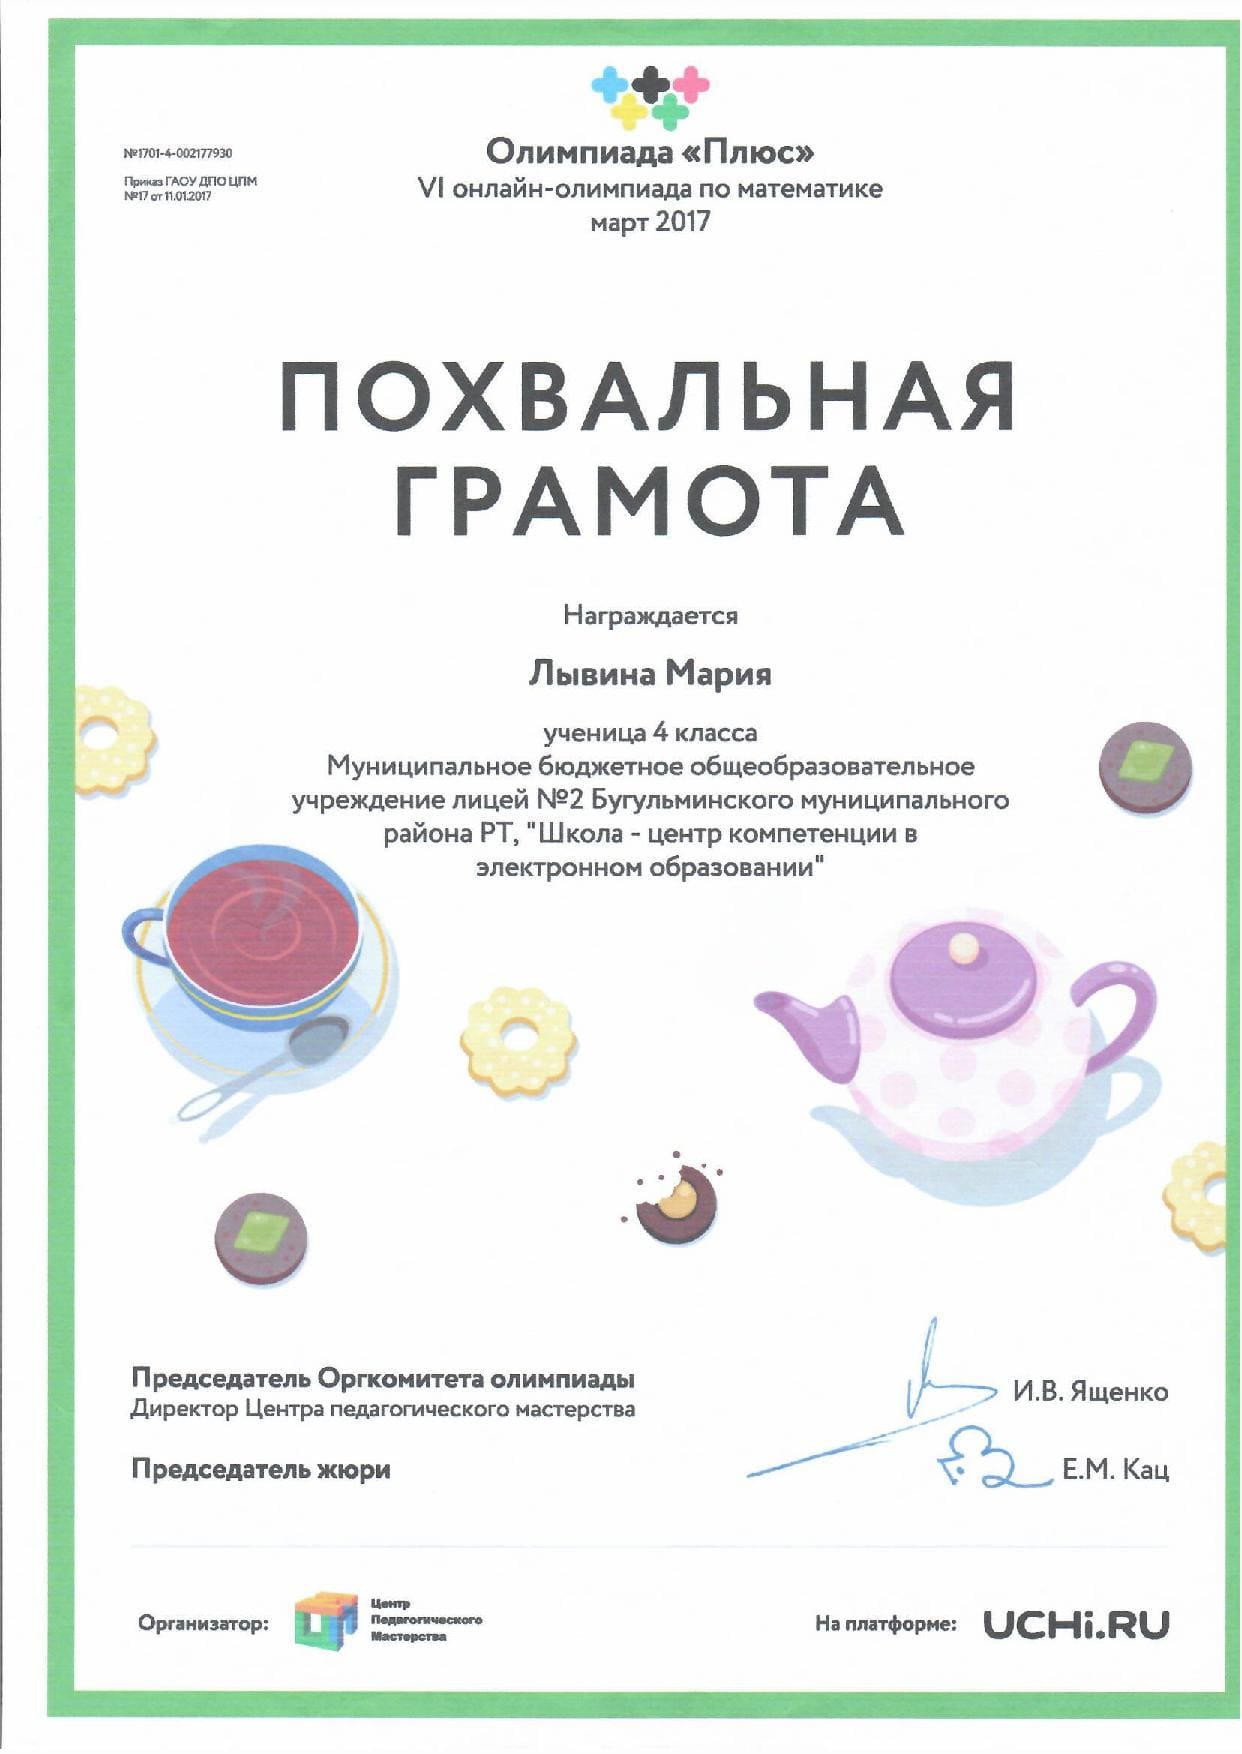 №1701-4-002177930
Приказ ГАОУ ДПО ЦПМ
№17 от 11.01.2017
Олимпиада «Плюс»
VI онлайн-олимпиада по математике
март 2017
ПОХВАЛЬНАЯ
ГРАМОТА
Награждается
Лывина Мария
ученица 4 класса
Муниципальное бюджетное общеобразовательное
учреждение лицей №2 Бугульминского муниципального
района РТ, "Школа - центр компетенции в
электронном образовании"
Председатель Оргкомитета олимпиады
Директор Центра педагогического мастерства
И.В. Ященко
Председатель жюри
Е.М. Кац
Организатор:
Центр
Педагогического
Мастерства
На платформе:
UCHi.RU